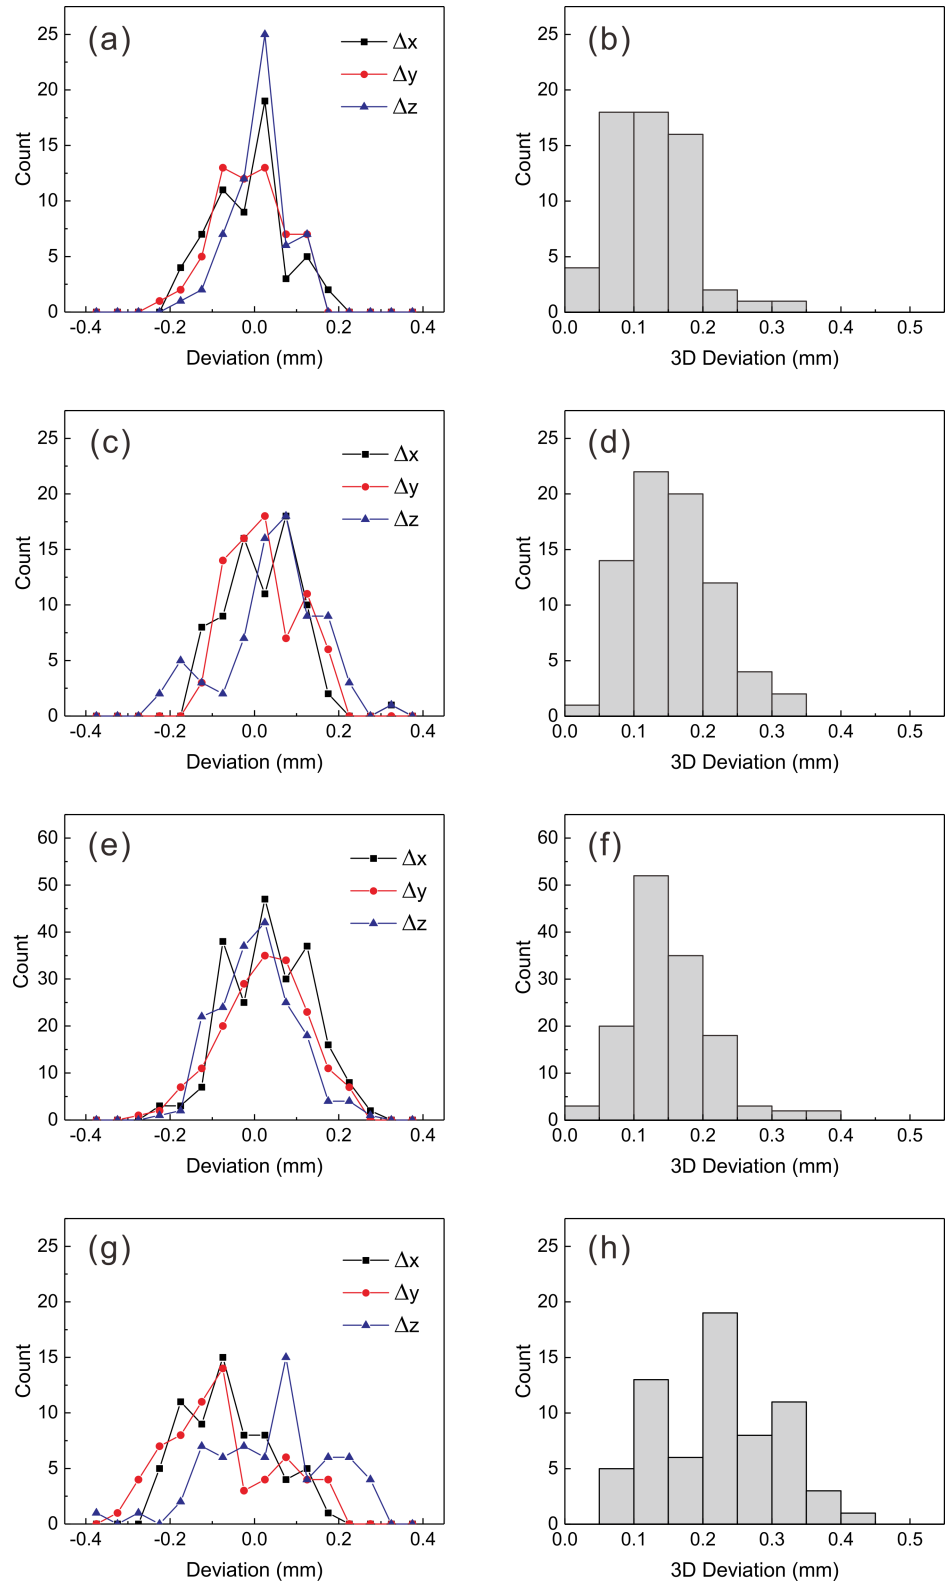 (a)
Δx
Δy
Δz
25
20
15
10
5
0
Count
-0.4 -0.2 0.0 0.2 0.4
Deviation (mm)
(b)
25
20
15
10
5
0
Count
0.0 0.1 0.2 0.3 0.4 0.5
3D Deviation (mm)
(c)
Δx
Δy
Δz
25
20
15
10
5
0
Count
-0.4 -0.2 0.0 0.2 0.4
Deviation (mm)
(d)
25
20
15
10
5
0
Count
0.0 0.1 0.2 0.3 0.4 0.5
3D Deviation (mm)
(e)
Δx
Δy
Δz
60
50
40
30
20
10
0
Count
-0.4 -0.2 0.0 0.2 0.4
Deviation (mm)
(f)
60
50
40
30
20
10
0
Count
0.0 0.1 0.2 0.3 0.4 0.5
3D Deviation (mm)
(g)
Δx
Δy
Δz
25
20
15
10
5
0
Count
-0.4 -0.2 0.0 0.2 0.4
Deviation (mm)
(h)
25
20
15
10
5
0
Count
0.0 0.1 0.2 0.3 0.4 0.5
3D Deviation (mm)